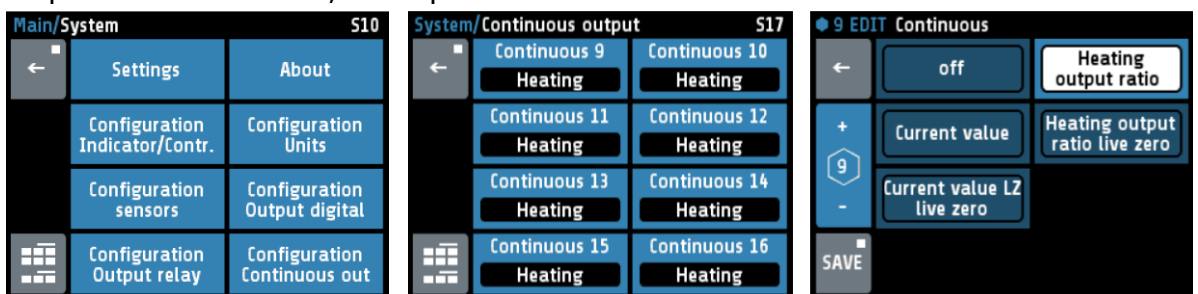 Main/System S10
←
Settings
About
Configuration
Indicator/Contr.
Configuration
Units
Configuration
sensors
Configuration
Output digital
Configuration
Output relay
Configuration
Continuous out
System/Continuous output S17
←
Continuous 9
Heating
Continuous 10
Heating
Continuous 11
Heating
Continuous 12
Heating
Continuous 13
Heating
Continuous 14
Heating
Continuous 15
Heating
Continuous 16
Heating
9 EDIT Continuous
←
off
Heating
output ratio
+
9
-
Current value
Heating output
ratio live zero
Current value LZ
live zero
SAVE